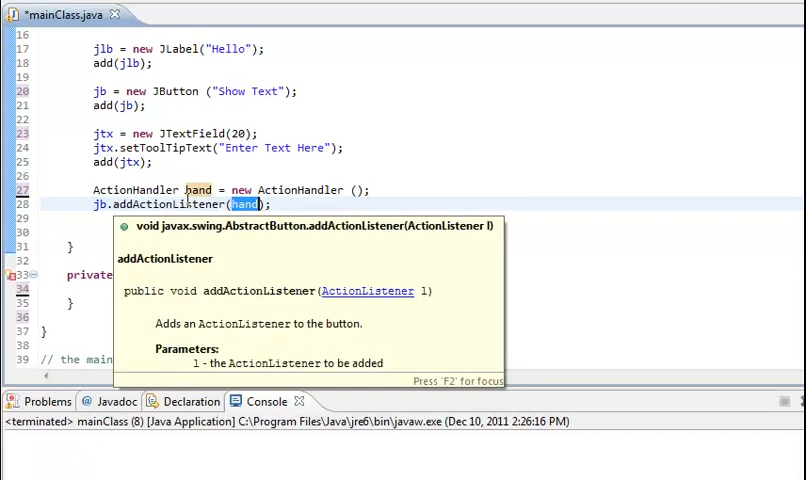 *mainClass.java
16
17 jlb = new JLabel("Hello");
18 add(jlb);
19
20 jb = new JButton ("Show Text");
21 add(jb);
22
23 jtx = new JTextField(20);
24 jtx.setToolTipText("Enter Text Here");
25 add(jtx);
26
27 ActionHandler hand = new ActionHandler ();
28 jb.addActionListener(hand);
29
void javax.swing.AbstractButton.addActionListener(ActionListener l)
30
31 }
addActionListener
32
33 private
34
public void addActionListener(ActionListener l)
35 }
36
Adds an ActionListener to the button.
37 }
38
Parameters:
39 // the main
l - the ActionListener to be added
Press 'F2' for focus
Problems @ Javadoc Declaration Console
<terminated> mainClass (8) [Java Application] C:\Program Files\Java\jre6\bin\javaw.exe (Dec 10, 2011 2:26:16 PM)